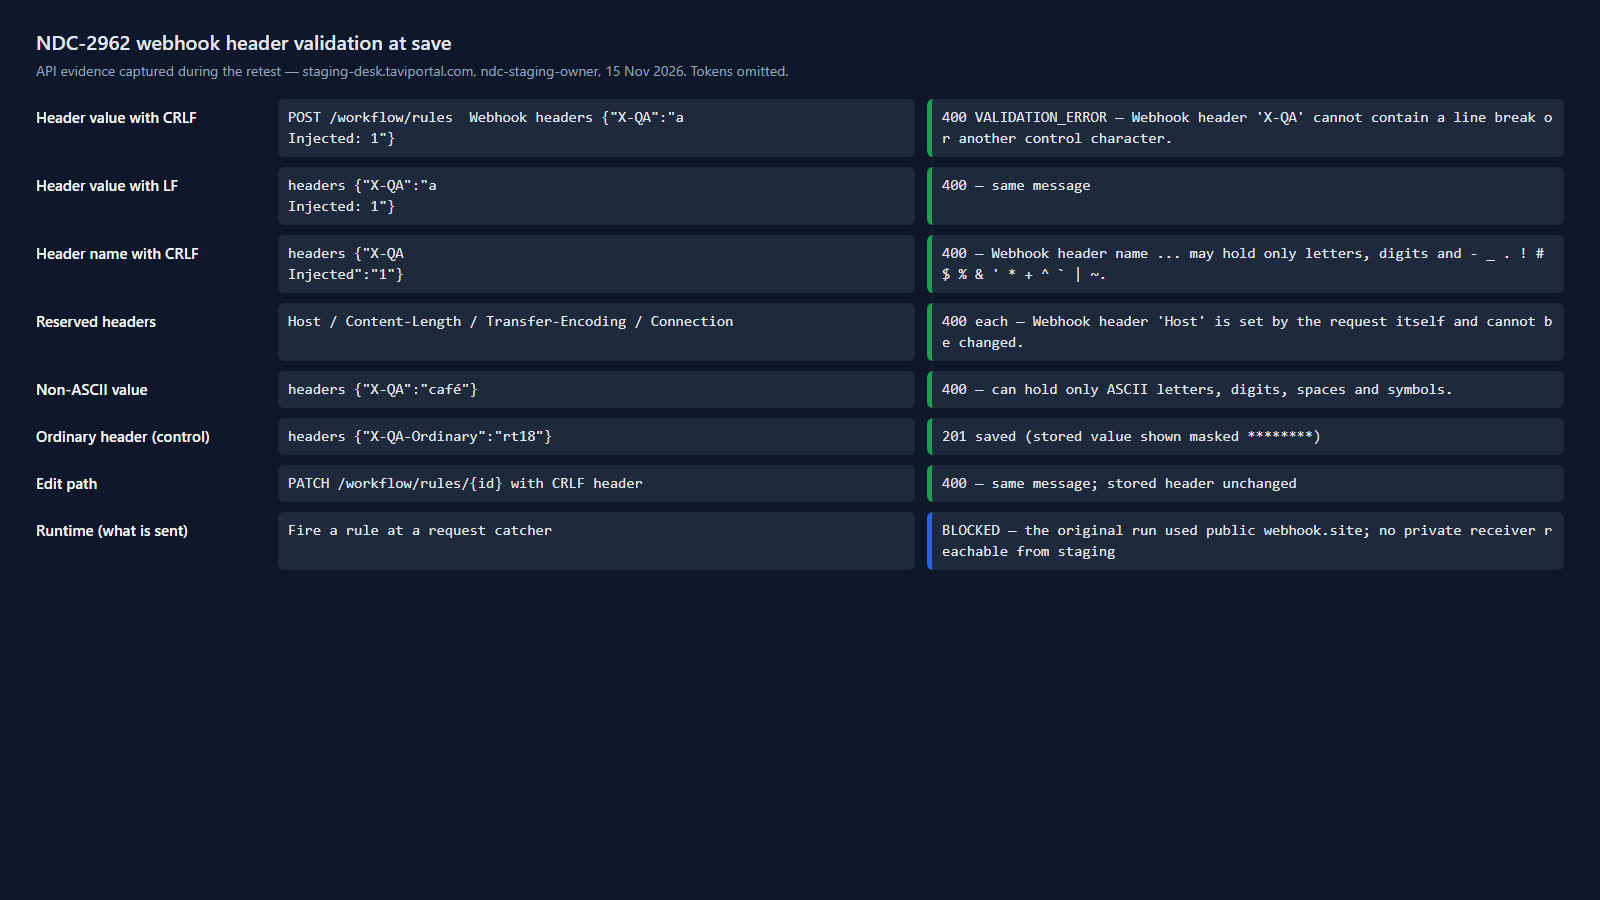 NDC-2962 webhook header validation at save
API evidence captured during the retest — staging-desk.taviportal.com, ndc-staging-owner, 15 Nov 2026. Tokens omitted.
Header value with CRLF
POST /workflow/rules  Webhook headers {"X-QA":"a
Injected: 1"}
400 VALIDATION_ERROR — Webhook header 'X-QA' cannot contain a line break o
r another control character.
Header value with LF
headers {"X-QA":"a
Injected: 1"}
400 — same message
Header name with CRLF
headers {"X-QA
Injected":"1"}
400 — Webhook header name ... may hold only letters, digits and - _ . ! #
$ % & ' * + ^ ` | ~.
Reserved headers
Host / Content-Length / Transfer-Encoding / Connection
400 each — Webhook header 'Host' is set by the request itself and cannot b
e changed.
Non-ASCII value
headers {"X-QA":"café"}
400 — can hold only ASCII letters, digits, spaces and symbols.
Ordinary header (control)
headers {"X-QA-Ordinary":"rt18"}
201 saved (stored value shown masked ********)
Edit path
PATCH /workflow/rules/{id} with CRLF header
400 — same message; stored header unchanged
Runtime (what is sent)
Fire a rule at a request catcher
BLOCKED — the original run used public webhook.site; no private receiver r
eachable from staging